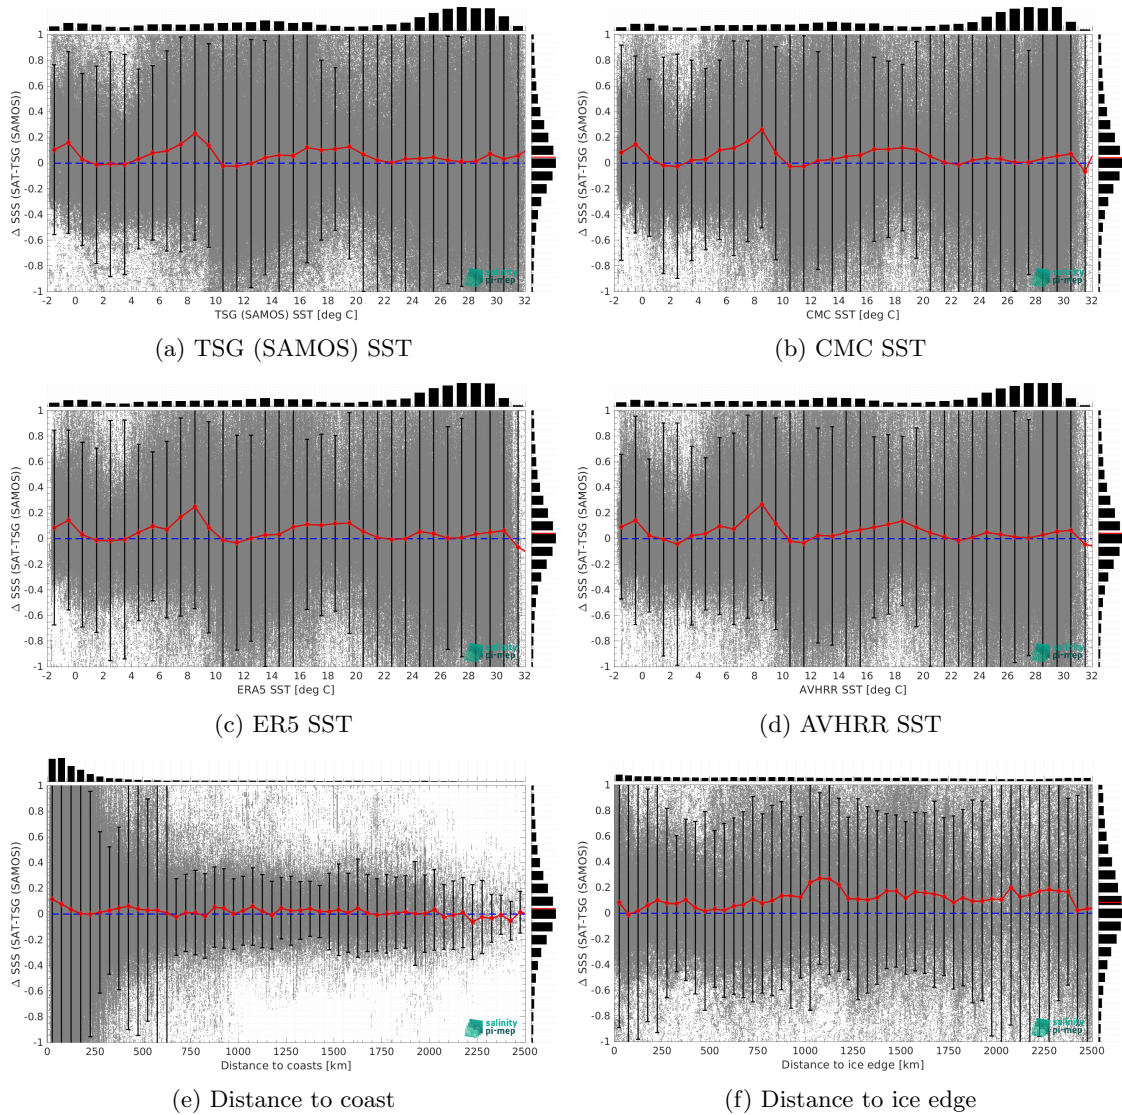 Δ SSS (SAT-TSG (SAMOS))
1
0.8
0.6
0.4
0.2
0
-0.2
-0.4
-0.6
-0.8
-1
salinity
pi-mep
-2 0 2 4 6 8 10 12 14 16 18 20 22 24 26 28 30 32
TSG (SAMOS) SST [deg C]
(a) TSG (SAMOS) SST
Δ SSS (SAT-TSG (SAMOS))
1
0.8
0.6
0.4
0.2
0
-0.2
-0.4
-0.6
-0.8
-1
salinity
pi-mep
-2 0 2 4 6 8 10 12 14 16 18 20 22 24 26 28 30 32
CMC SST [deg C]
(b) CMC SST
Δ SSS (SAT-TSG (SAMOS))
1
0.8
0.6
0.4
0.2
0
-0.2
-0.4
-0.6
-0.8
-1
salinity
pi-mep
-2 0 2 4 6 8 10 12 14 16 18 20 22 24 26 28 30 32
ERA5 SST [deg C]
(c) ER5 SST
Δ SSS (SAT-TSG (SAMOS))
1
0.8
0.6
0.4
0.2
0
-0.2
-0.4
-0.6
-0.8
-1
salinity
pi-mep
-2 0 2 4 6 8 10 12 14 16 18 20 22 24 26 28 30 32
AVHRR SST [deg C]
(d) AVHRR SST
Δ SSS (SAT-TSG (SAMOS))
1
0.8
0.6
0.4
0.2
0
-0.2
-0.4
-0.6
-0.8
-1
salinity
pi-mep
0 250 500 750 1000 1250 1500 1750 2000 2250 2500
Distance to coasts [km]
(e) Distance to coast
Δ SSS (SAT-TSG (SAMOS))
1
0.8
0.6
0.4
0.2
0
-0.2
-0.4
-0.6
-0.8
-1
salinity
pi-mep
0 250 500 750 1000 1250 1500 1750 2000 2250 2500
Distance to ice edge [km]
(f) Distance to ice edge